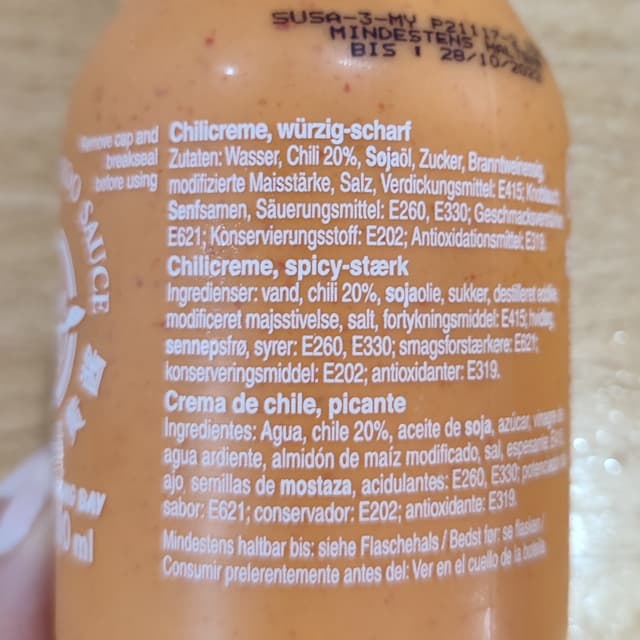 SUSA-3-MY P21117-
MINDESTENS
BIS : 28/10/2022
Remove cap and
breakseal
before using
SAUCE
BAY
ml
Chilicreme, würzig-scharf
Zutaten: Wasser, Chili 20%, Sojaöl, Zucker, Branntweinessig,
modifizierte Maisstärke, Salz, Verdickungsmittel: E415; Knoblauch,
Senfsamen, Säuerungsmittel: E260, E330; Geschmacksverstärker:
E621; Konservierungsstoff: E202; Antioxidationsmittel: E319.
Chilicreme, spicy-stærk
Ingredienser: vand, chili 20%, sojaolie, sukker, destilleret eddike,
modificeret majsstivelse, salt, fortykningsmiddel: E415; hvidløg,
sennepsfrø, syrer: E260, E330; smagsforstærkere: E621;
konserveringsmiddel: E202; antioxidanter: E319.
Crema de chile, picante
Ingredientes: Agua, chile 20%, aceite de soja, azúcar, vinagre de
agua ardiente, almidón de maíz modificado, sal, espesante:
ajo semillas de mostaza, acidulantes: E260, E330; potenciador de
sabor: E621; conservador: E202; antioxidante: E319.
Mindestens haltbar bis: siehe Flaschehals / Bedst før: se flasken /
Consumir preferentemente antes del: Ver en el cuello de la botella